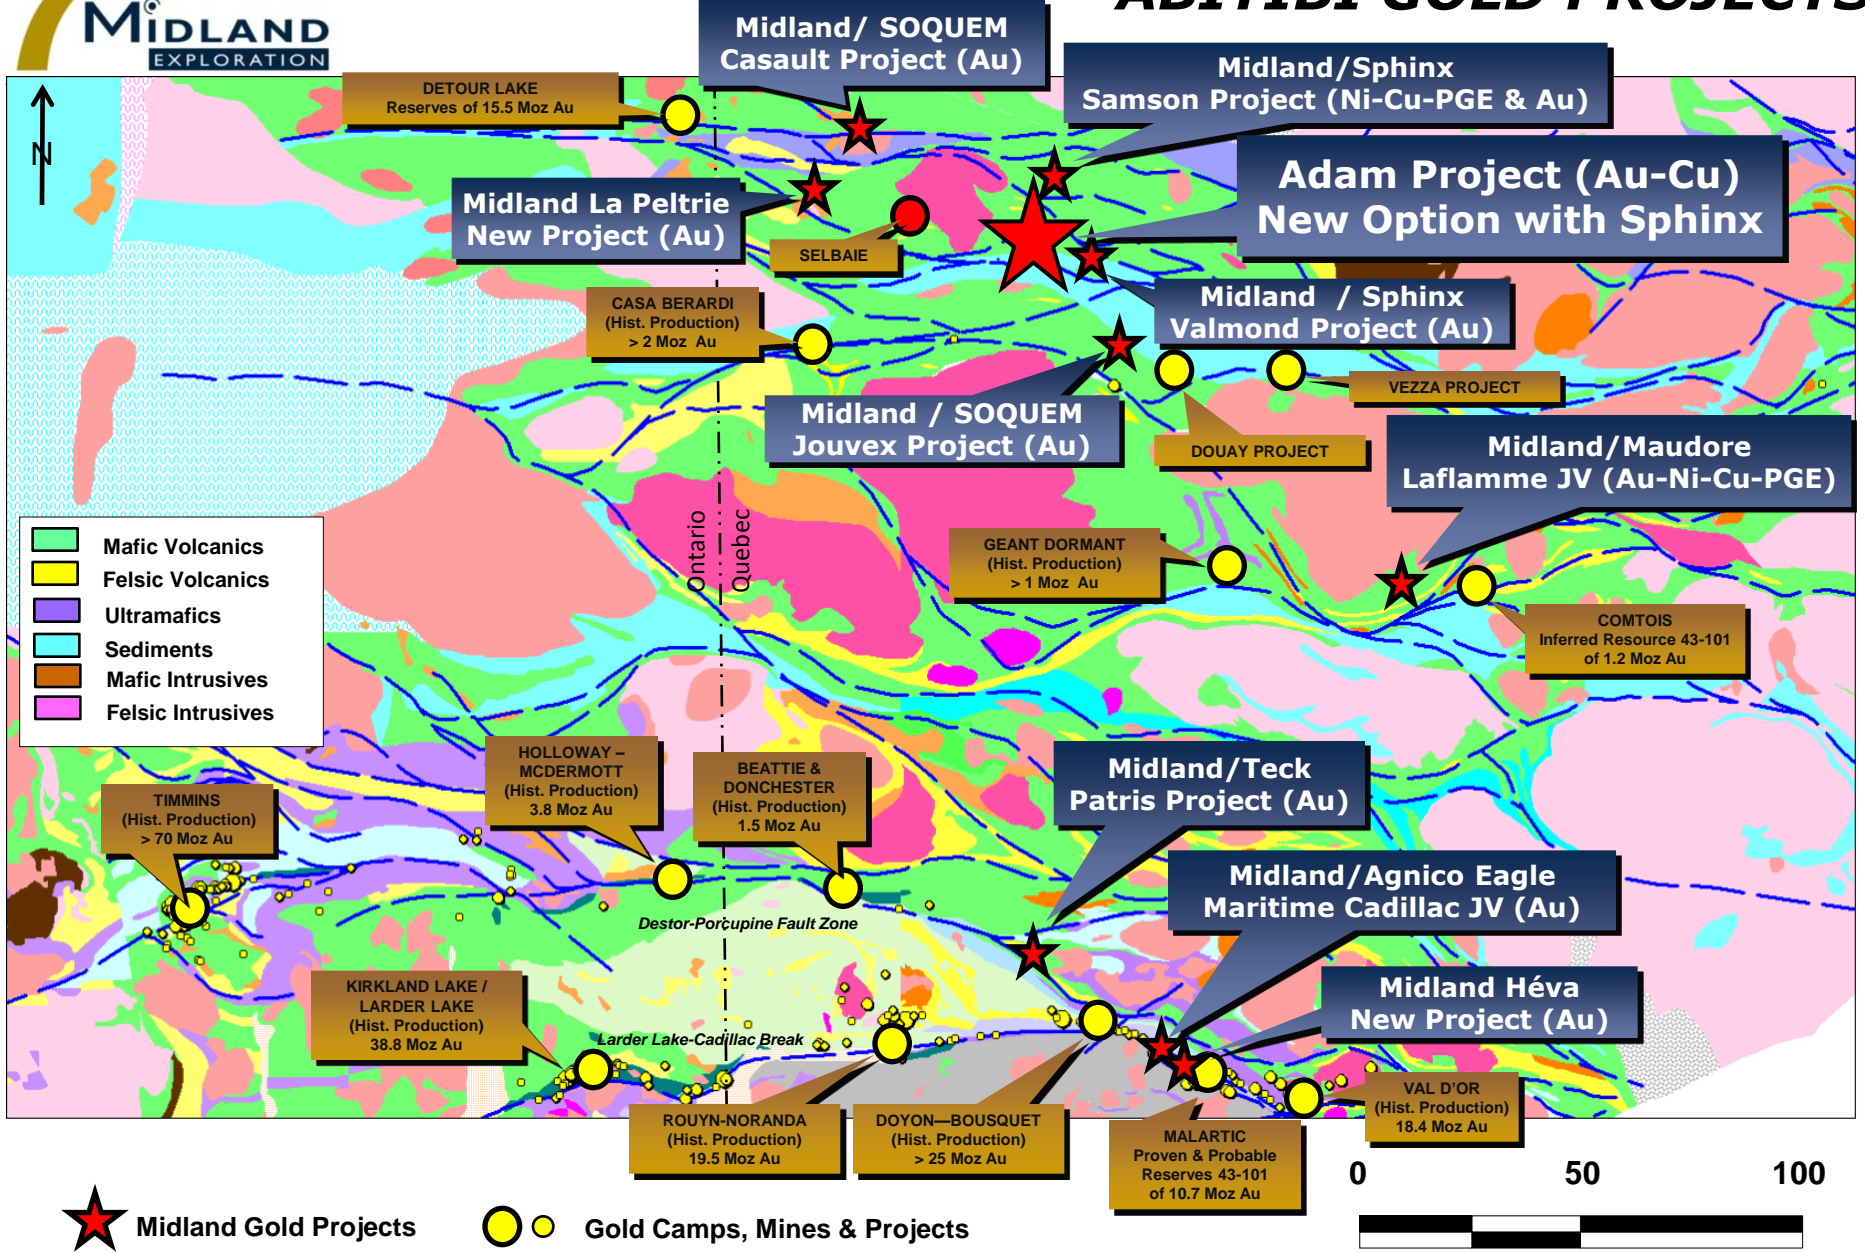 ABITIBI GOLD PROJECTS
MIDLAND
EXPLORATION
N
Midland/ SOQUEM
Casault Project (Au)
Midland/Sphinx
Samson Project (Ni-Cu-PGE & Au)
DETOUR LAKE
Reserves of 15.5 Moz Au
Adam Project (Au-Cu)
New Option with Sphinx
Midland La Peltrie
New Project (Au)
SELBAIE
Midland / Sphinx
Valmond Project (Au)
CASA BERARDI
(Hist. Production)
> 2 Moz Au
VEZZA PROJECT
Midland / SOQUEM
Jouvex Project (Au)
DOUAY PROJECT
Midland/Maudore
Laflamme JV (Au-Ni-Cu-PGE)
Ontario
Quebec
Mafic Volcanics
Felsic Volcanics
Ultramafics
Sediments
Mafic Intrusives
Felsic Intrusives
GEANT DORMANT
(Hist. Production)
> 1 Moz Au
COMTOIS
Inferred Resource 43-101
of 1.2 Moz Au
HOLLOWAY –
MCDERMOTT
(Hist. Production)
3.8 Moz Au
BEATTIE &
DONCHESTER
(Hist. Production)
1.5 Moz Au
Midland/Teck
Patris Project (Au)
TIMMINS
(Hist. Production)
> 70 Moz Au
Midland/Agnico Eagle
Maritime Cadillac JV (Au)
Destor-Porcupine Fault Zone
KIRKLAND LAKE /
LARDER LAKE
(Hist. Production)
38.8 Moz Au
Midland Héva
New Project (Au)
Larder Lake-Cadillac Break
VAL D'OR
(Hist. Production)
18.4 Moz Au
ROUYN-NORANDA
(Hist. Production)
19.5 Moz Au
DOYON—BOUSQUET
(Hist. Production)
> 25 Moz Au
MALARTIC
Proven & Probable
Reserves 43-101
of 10.7 Moz Au
0 50 100
Midland Gold Projects
Gold Camps, Mines & Projects